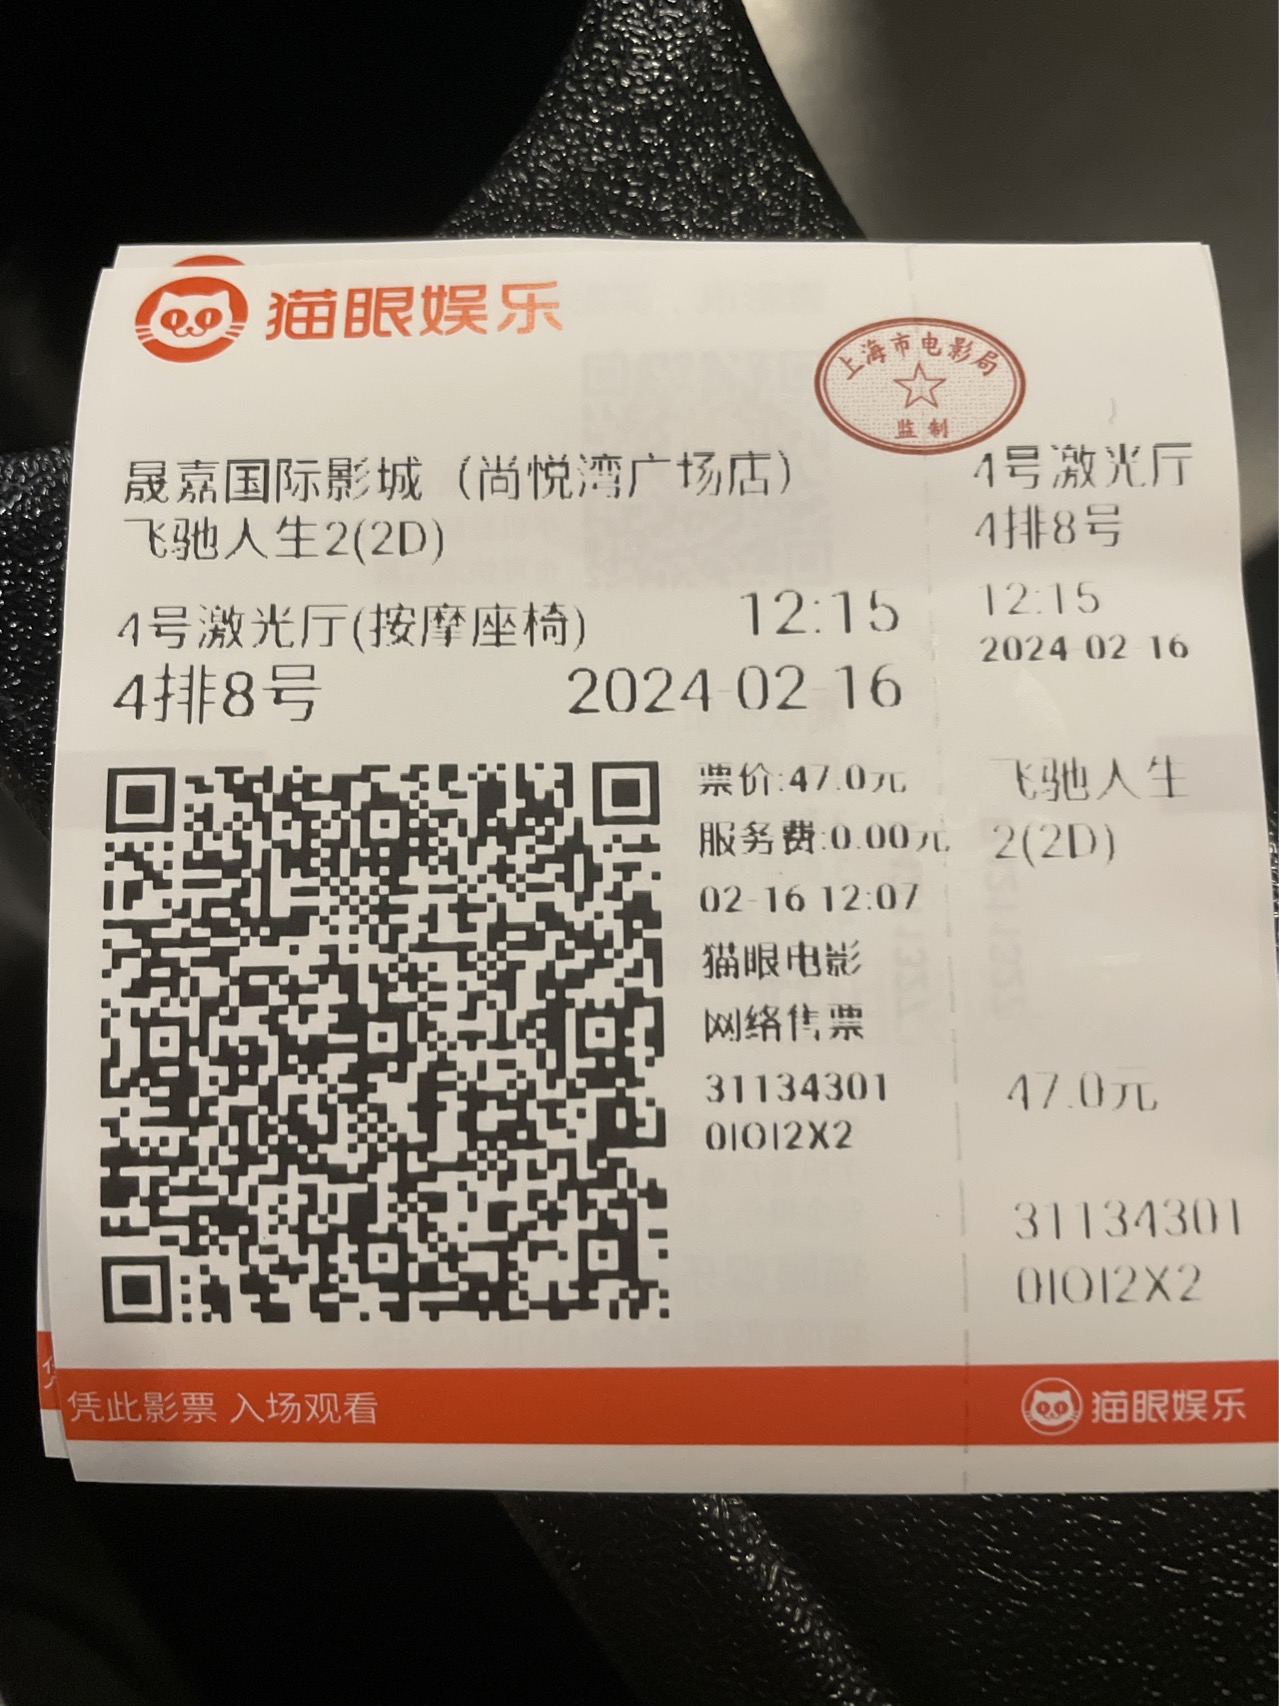 猫眼娱乐
上海市电影局
监制
晟嘉国际影城（尚悦湾广场店）
飞驰人生2(2D)
4号激光厅(按摩座椅)
12:15
4排8号
2024-02-16
票价:47.0元
服务费:0.00元
02-16 12:07
猫眼电影
网络售票
31134301
0IOI2X2
4号激光厅
4排8号
12:15
2024-02-16
飞驰人生
2(2D)
47.0元
31134301
0IOI2X2
凭此影票 入场观看
猫眼娱乐